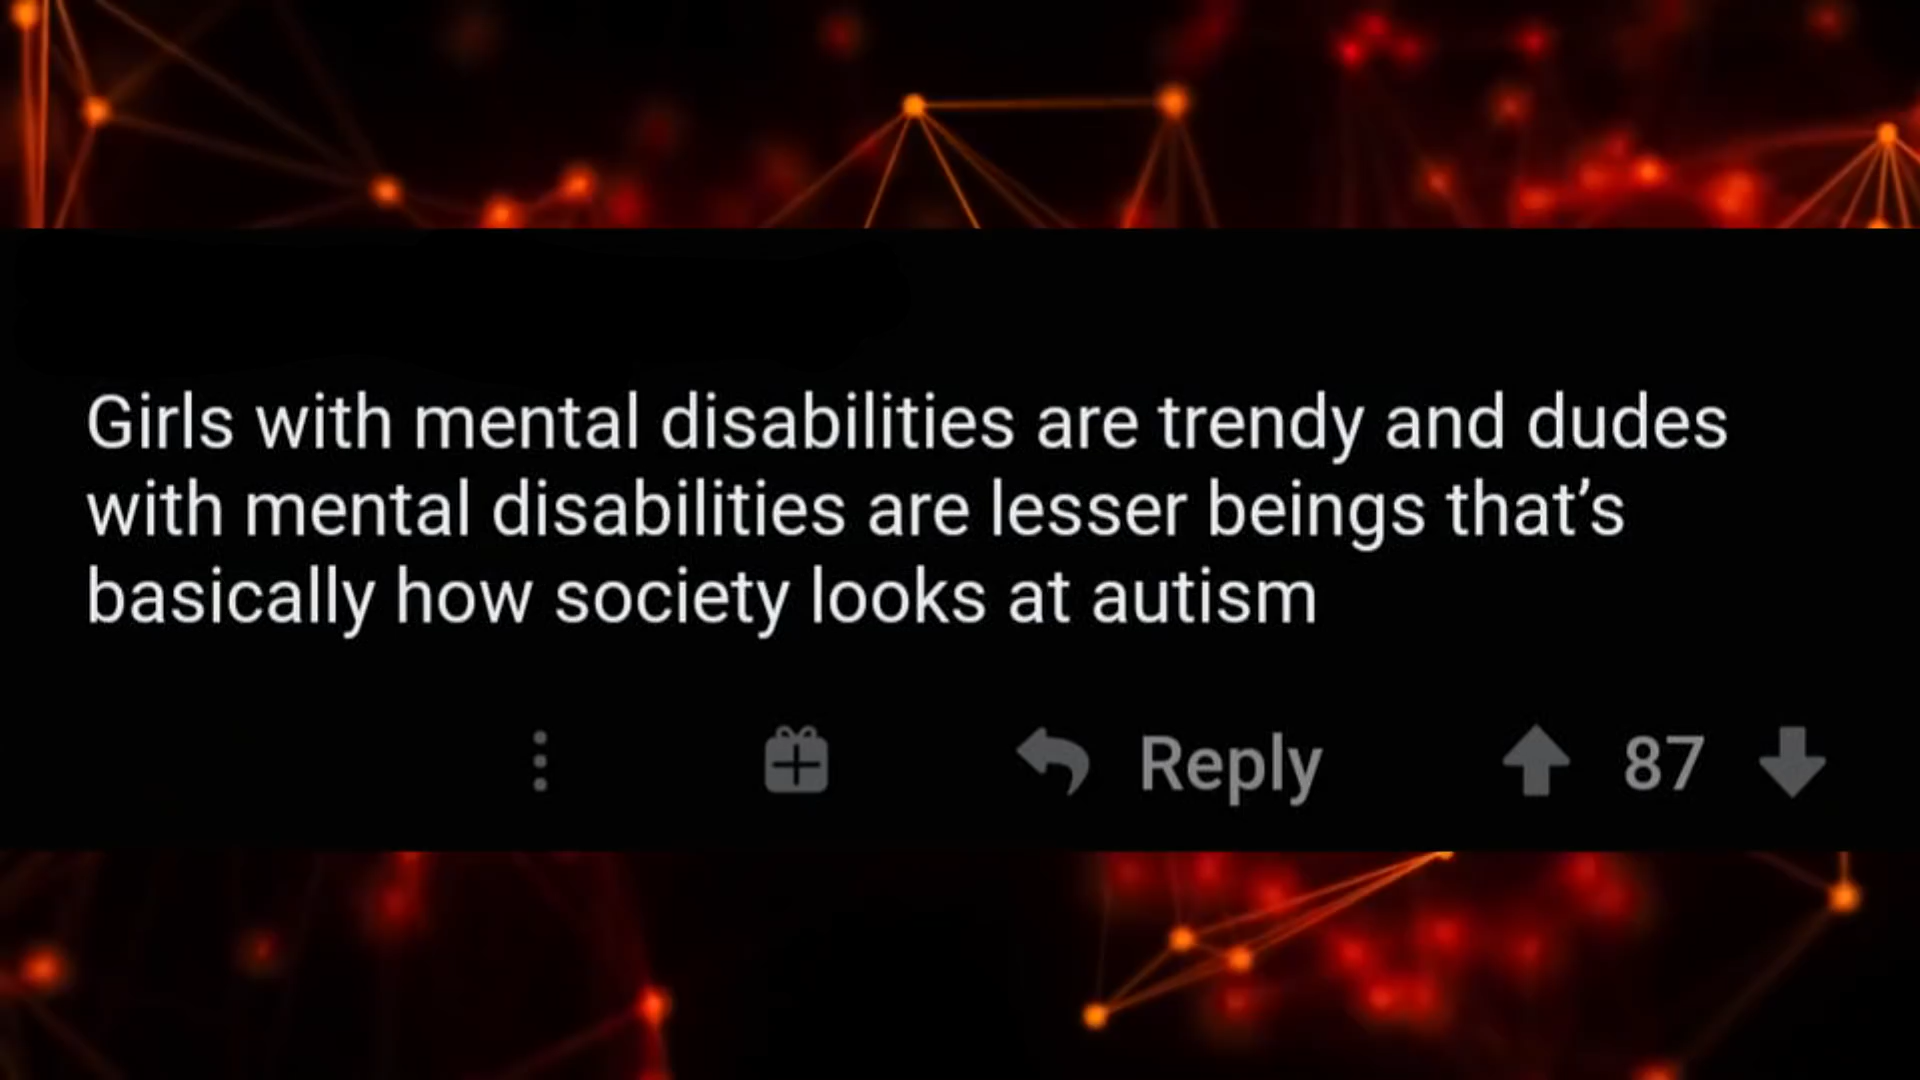 Girls with mental disabilities are trendy and dudes
with mental disabilities are lesser beings that’s
basically how society looks at autism
Reply 87